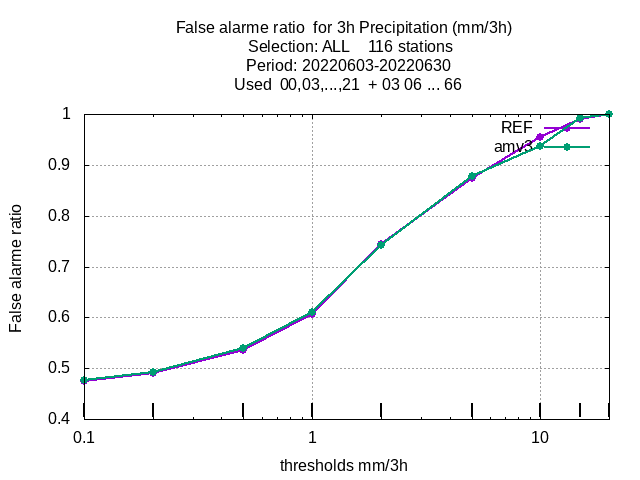 False alarme ratio  for 3h Precipitation (mm/3h)
Selection: ALL    116 stations
Period: 20220603-20220630
Used  00,03,...,21  + 03 06 ... 66
REF
amv3
1
0.9
0.8
0.7
0.6
0.5
0.4
False alarme ratio
0.1
1
10
thresholds mm/3h